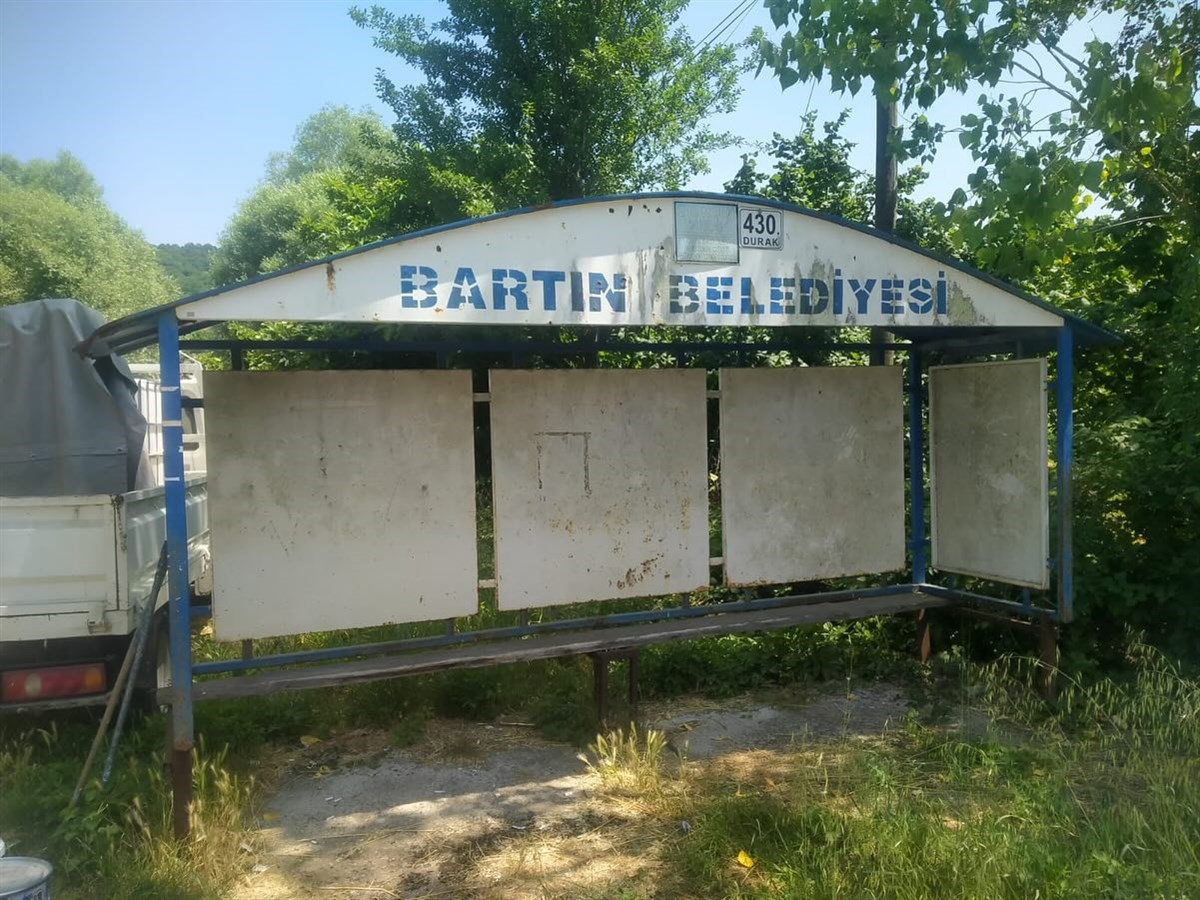 430.
DURAK
BARTIN BELEDİYESİ